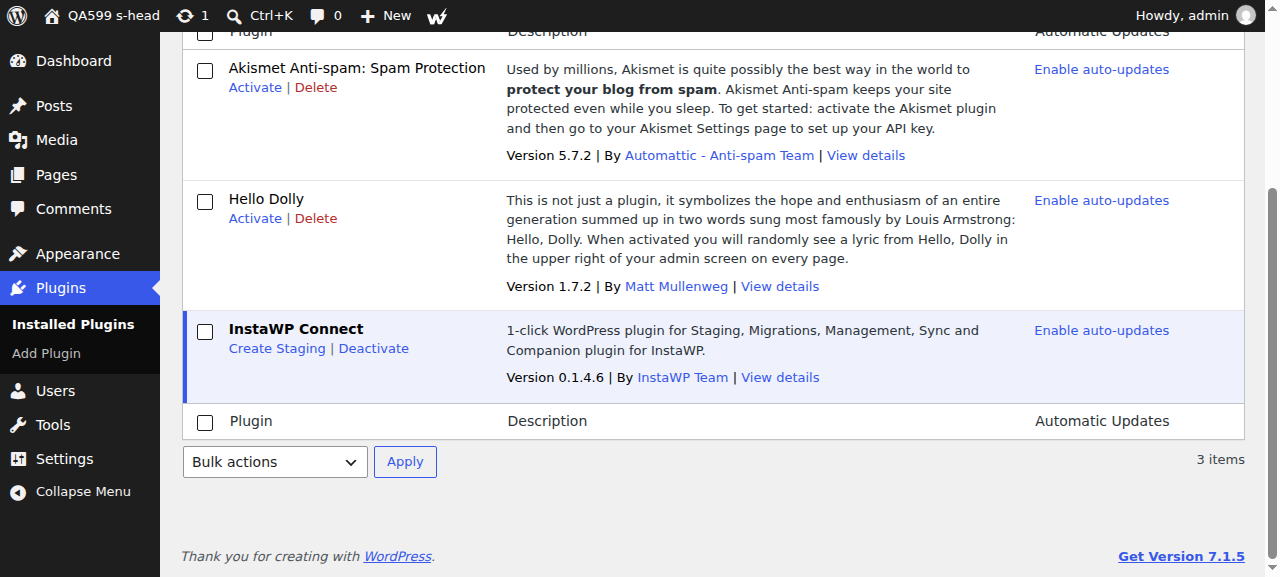 QA599 s-head 1 Ctrl+K 0 New Howdy, admin
Dashboard
Posts
Media
Pages
Comments
Appearance
Plugins
Installed Plugins
Add Plugin
Users
Tools
Settings
Collapse Menu
Plugin Description Automatic Updates
Akismet Anti-spam: Spam Protection
Activate | Delete
Used by millions, Akismet is quite possibly the best way in the world to
protect your blog from spam. Akismet Anti-spam keeps your site
protected even while you sleep. To get started: activate the Akismet plugin
and then go to your Akismet Settings page to set up your API key.
Version 5.7.2 | By Automattic - Anti-spam Team | View details
Enable auto-updates
Hello Dolly
Activate | Delete
This is not just a plugin, it symbolizes the hope and enthusiasm of an entire
generation summed up in two words sung most famously by Louis Armstrong:
Hello, Dolly. When activated you will randomly see a lyric from Hello, Dolly in
the upper right of your admin screen on every page.
Version 1.7.2 | By Matt Mullenweg | View details
Enable auto-updates
InstaWP Connect
Create Staging | Deactivate
1-click WordPress plugin for Staging, Migrations, Management, Sync and
Companion plugin for InstaWP.
Version 0.1.4.6 | By InstaWP Team | View details
Enable auto-updates
Plugin Description Automatic Updates
Bulk actions Apply 3 items
Thank you for creating with WordPress. Get Version 7.1.5